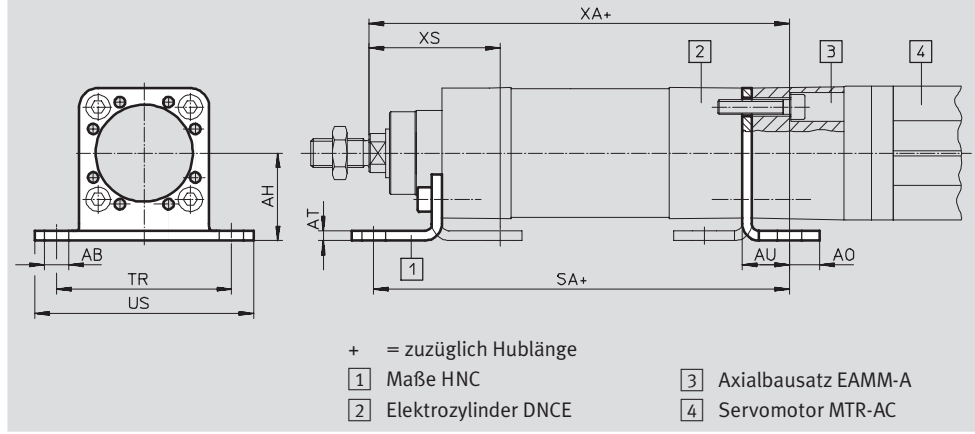 XA+
XS
2
3
4
AH
AT
AB
TR
US
1
AU
AO
SA+
+ = zuzüglich Hublänge
1 Maße HNC
2 Elektrozylinder DNCE
3 Axialbausatz EAMM-A
4 Servomotor MTR-AC